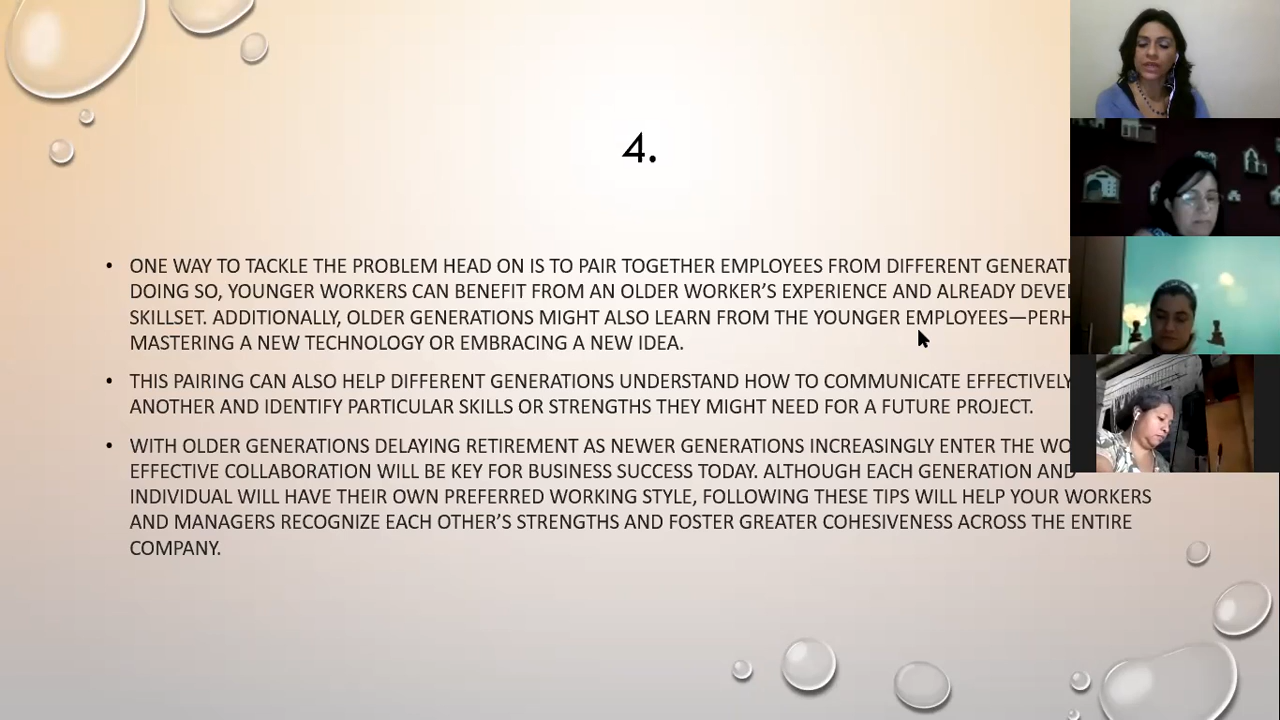 4.
• ONE WAY TO TACKLE THE PROBLEM HEAD ON IS TO PAIR TOGETHER EMPLOYEES FROM DIFFERENT
DOING SO, YOUNGER WORKERS CAN BENEFIT FROM AN OLDER WORKER'S EXPERIENCE AND ALREADY
SKILLSET. ADDITIONALLY, OLDER GENERATIONS MIGHT ALSO LEARN FROM THE YOUNGER EMPLOYEES—
MASTERING A NEW TECHNOLOGY OR EMBRACING A NEW IDEA.
• THIS PAIRING CAN ALSO HELP DIFFERENT GENERATIONS UNDERSTAND HOW TO COMMUNICATE EFFECTIVELY
ANOTHER AND IDENTIFY PARTICULAR SKILLS OR STRENGTHS THEY MIGHT NEED FOR A FUTURE PROJECT.
• WITH OLDER GENERATIONS DELAYING RETIREMENT AS NEWER GENERATIONS INCREASINGLY ENTER THE
EFFECTIVE COLLABORATION WILL BE KEY FOR BUSINESS SUCCESS TODAY. ALTHOUGH EACH GENERATION AND
INDIVIDUAL WILL HAVE THEIR OWN PREFERRED WORKING STYLE, FOLLOWING THESE TIPS WILL HELP YOUR WORKERS
AND MANAGERS RECOGNIZE EACH OTHER'S STRENGTHS AND FOSTER GREATER COHESIVENESS ACROSS THE ENTIRE
COMPANY.